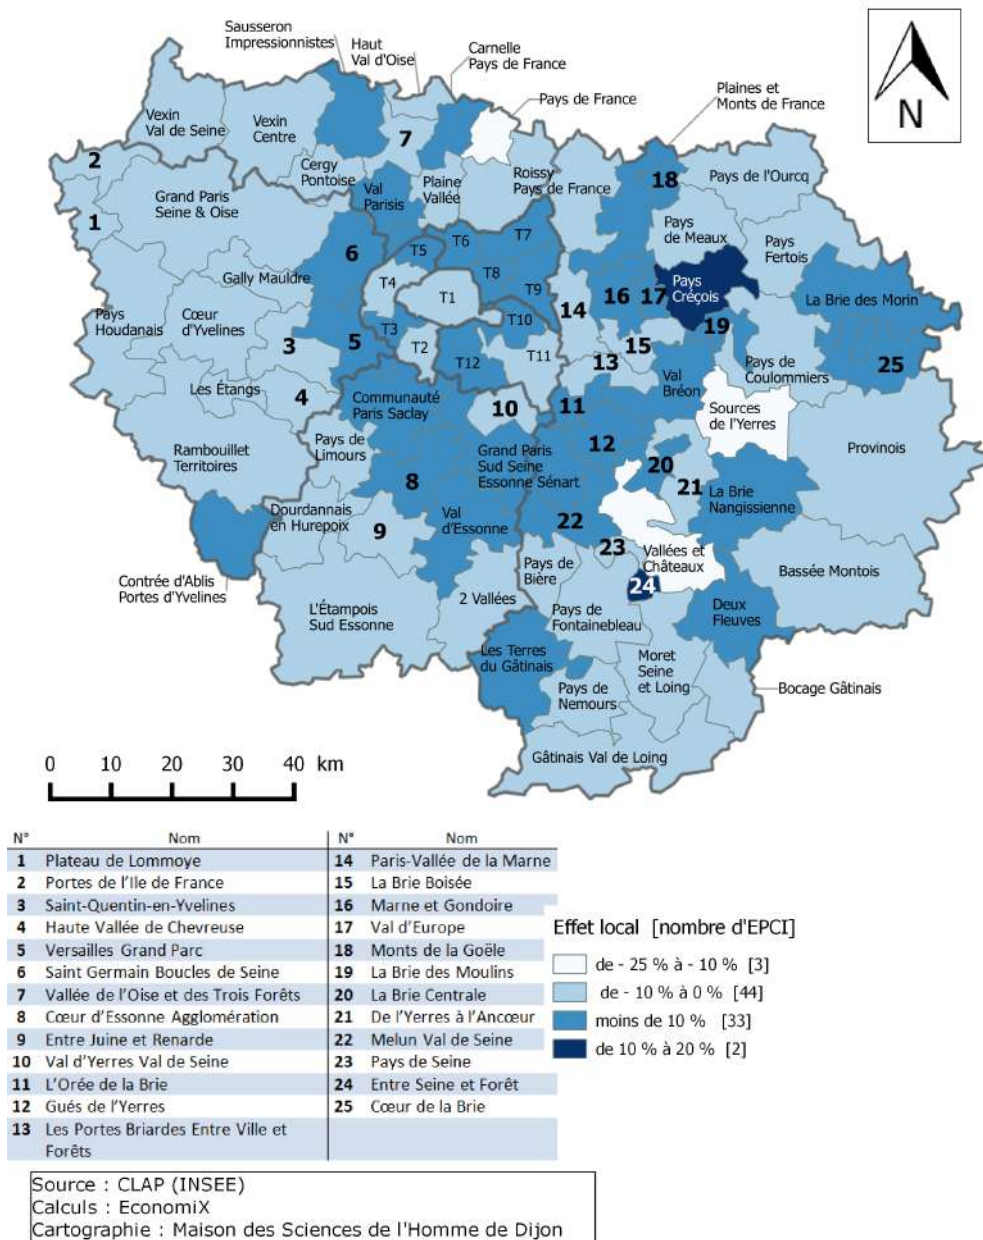 Sausseron
Impressionnistes
Haut
Val d'Oise
Carnelle
Pays de France
Pays de France
Plaines et
Monts de France
N
Vexin
Val de Seine
Vexin
Centre
7
2
Cergy
Pontoise
Val
Parisis
Plaine
Vallée
Roissy
Pays de France
18
Pays de l'Ourcq
1
Grand Paris
Seine & Oise
Pays
de Meaux
Pays
Fertois
6
T5
T6
T7
T8
T9
T4
T1
Gally Mauldre
Pays
Créçois
La Brie des Morin
14
16
17
Pays
Houdanais
Cœur
d'Yvelines
3
5
T3
T2
T10
T11
T12
15
19
13
25
Les Étangs
4
Communauté
Paris Saclay
10
11
Val
Bréon
Pays de
Coulommiers
Sources
de l'Yerres
Rambouillet
Territoires
Pays de
Limours
Grand Paris
Sud Seine
Essonne Sénart
12
20
21
Provinois
8
La Brie
Nangissienne
Dourdannais
en Hurepoix
9
Val
d'Essonne
22
23
Vallées et
Châteaux
24
Bassée Montois
Contrée d'Ablis
Portes d'Yvelines
Pays de
Bière
L'Étampois
Sud Essonne
2 Vallées
Pays de
Fontainebleau
Deux
Fleuves
Les Terres
du Gâtinais
Moret
Seine
et Loing
Pays de
Nemours
Bocage Gâtinais
Gâtinais Val de Loing
0 10 20 30 40 km
N° Nom N° Nom
1 Plateau de Lommoye 14 Paris-Vallée de la Marne
2 Portes de l'Ile de France 15 La Brie Boisée
3 Saint-Quentin-en-Yvelines 16 Marne et Gondoire
4 Haute Vallée de Chevreuse 17 Val d'Europe
5 Versailles Grand Parc 18 Monts de la Goële
6 Saint Germain Boucles de Seine 19 La Brie des Moulins
7 Vallée de l'Oise et des Trois Forêts 20 La Brie Centrale
8 Cœur d'Essonne Agglomération 21 De l'Yerres à l'Ancœur
9 Entre Juine et Renarde 22 Melun Val de Seine
10 Val d'Yerres Val de Seine 23 Pays de Seine
11 L'Orée de la Brie 24 Entre Seine et Forêt
12 Gués de l'Yerres 25 Cœur de la Brie
13 Les Portes Briardes Entre Ville et
Forêts
Effet local [nombre d'EPCI]
de - 25 % à - 10 % [3]
de - 10 % à 0 % [44]
moins de 10 % [33]
de 10 % à 20 % [2]
Source : CLAP (INSEE)
Calculs : EconomiX
Cartographie : Maison des Sciences de l'Homme de Dijon